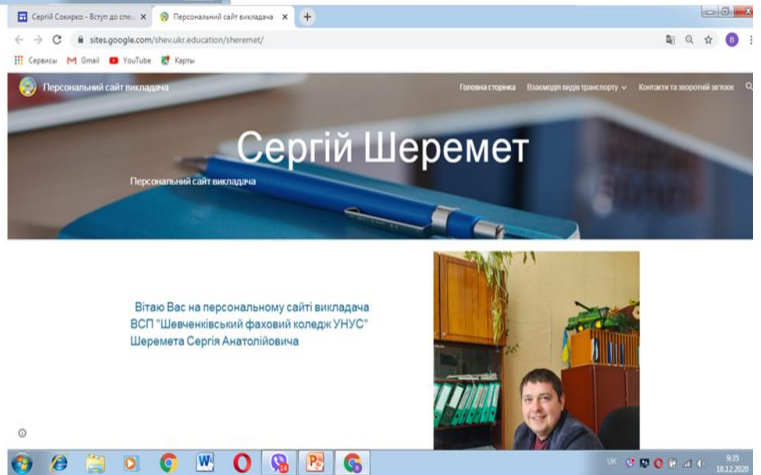 Сергій Сокирко - Вступ до спе...
Персональний сайт викладача
sites.google.com/shev.ukr.education/sheremet/
B
Сервисы
Gmail
YouTube
Карты
Персональний сайт викладача
Головна сторінка
Взаємодія видів транспорту
Контакти та зворотній зв'язок
Сергій Шеремет
Персональний сайт викладача
Вітаю Вас на персональному сайті викладача
ВСП "Шевченківський фаховий коледж УНУС"
Шеремета Сергія Анатолійовича
UK
9:35
18.12.2020